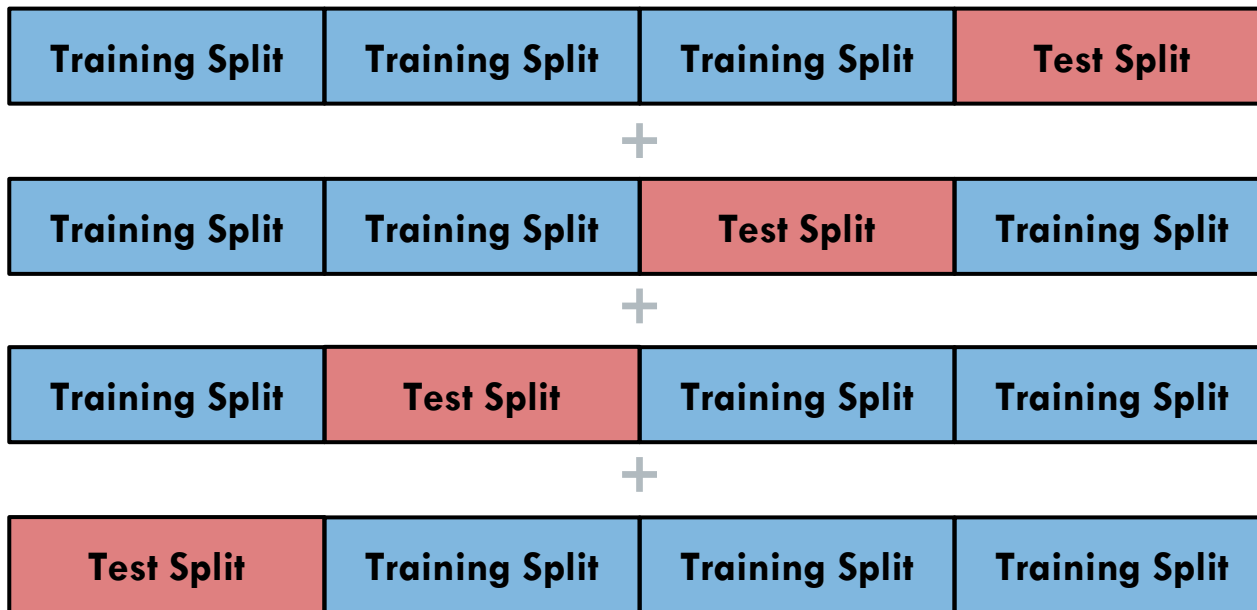 Training Split Training Split Training Split Test Split
+
Training Split Training Split Test Split Training Split
+
Training Split Test Split Training Split Training Split
+
Test Split Training Split Training Split Training Split